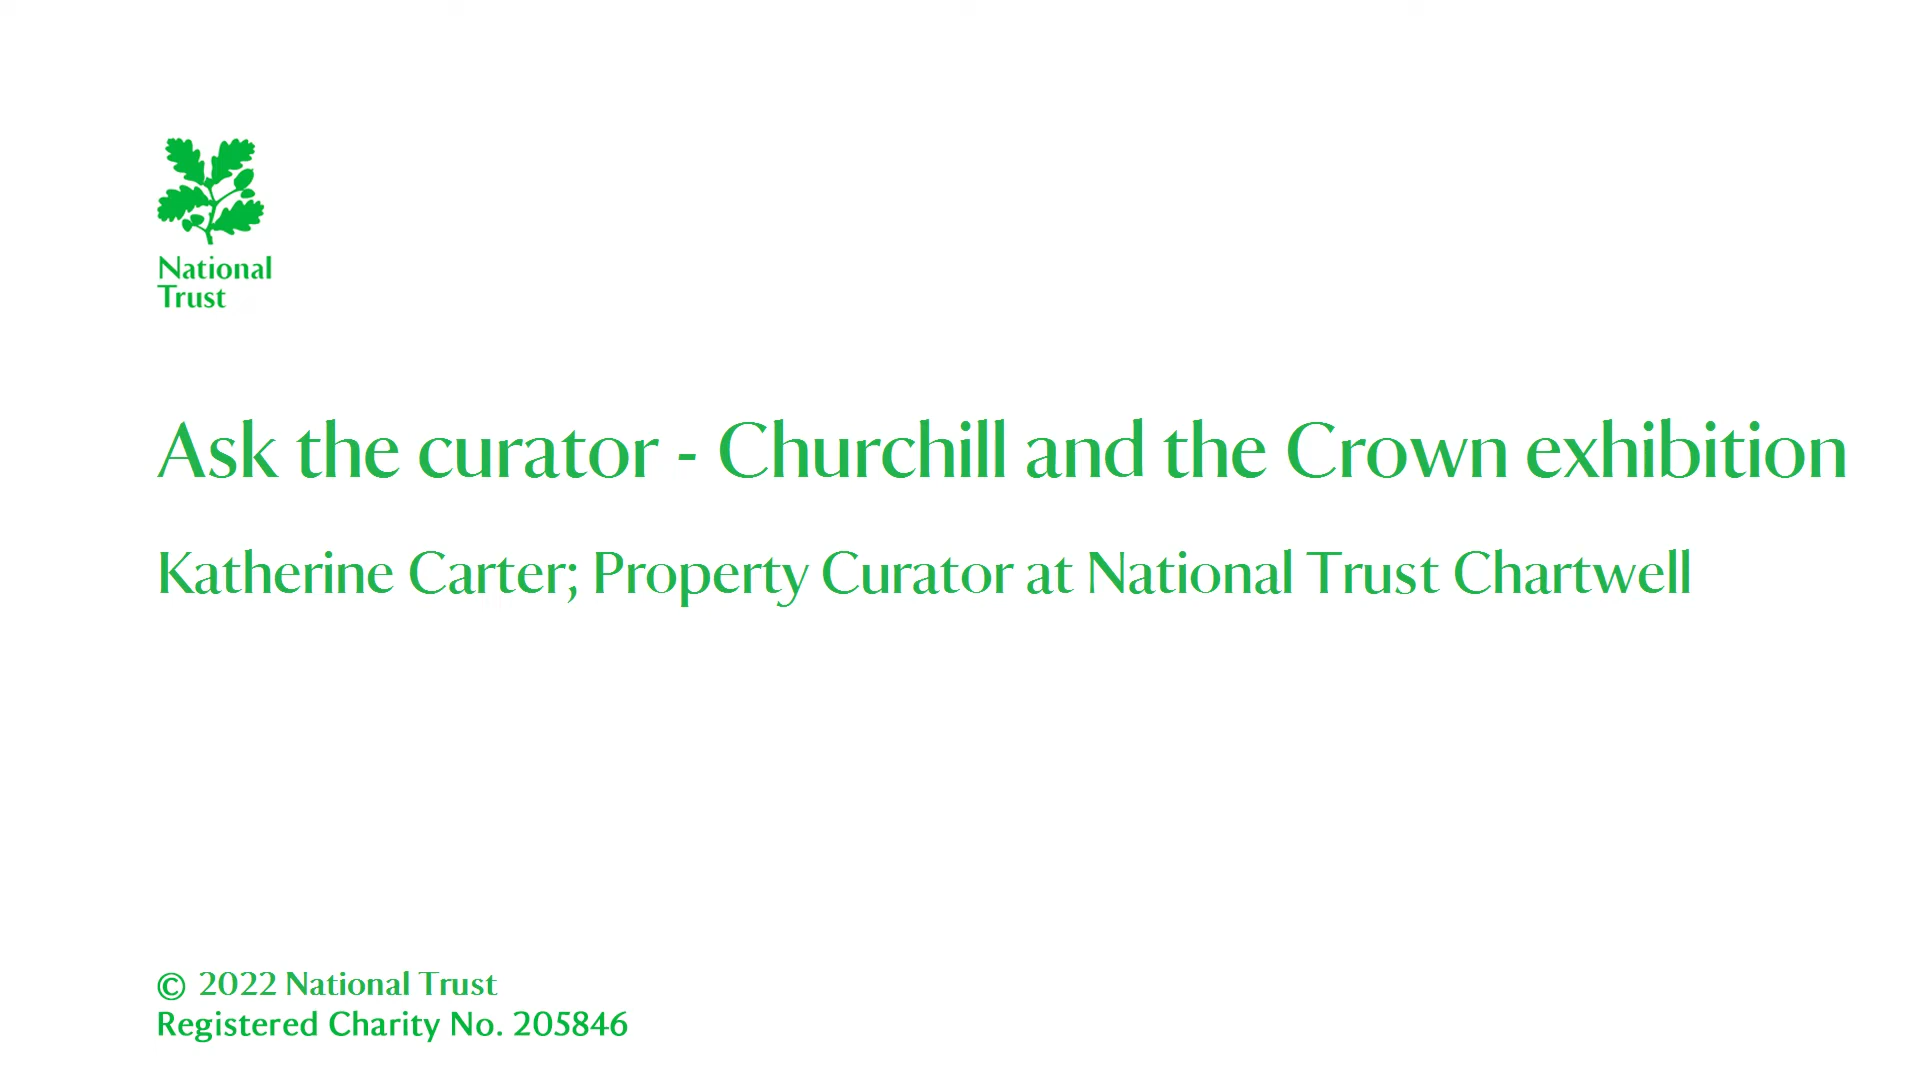 National
Trust
Ask the curator - Churchill and the Crown exhibition
Katherine Carter; Property Curator at National Trust Chartwell
© 2022 National Trust
Registered Charity No. 205846